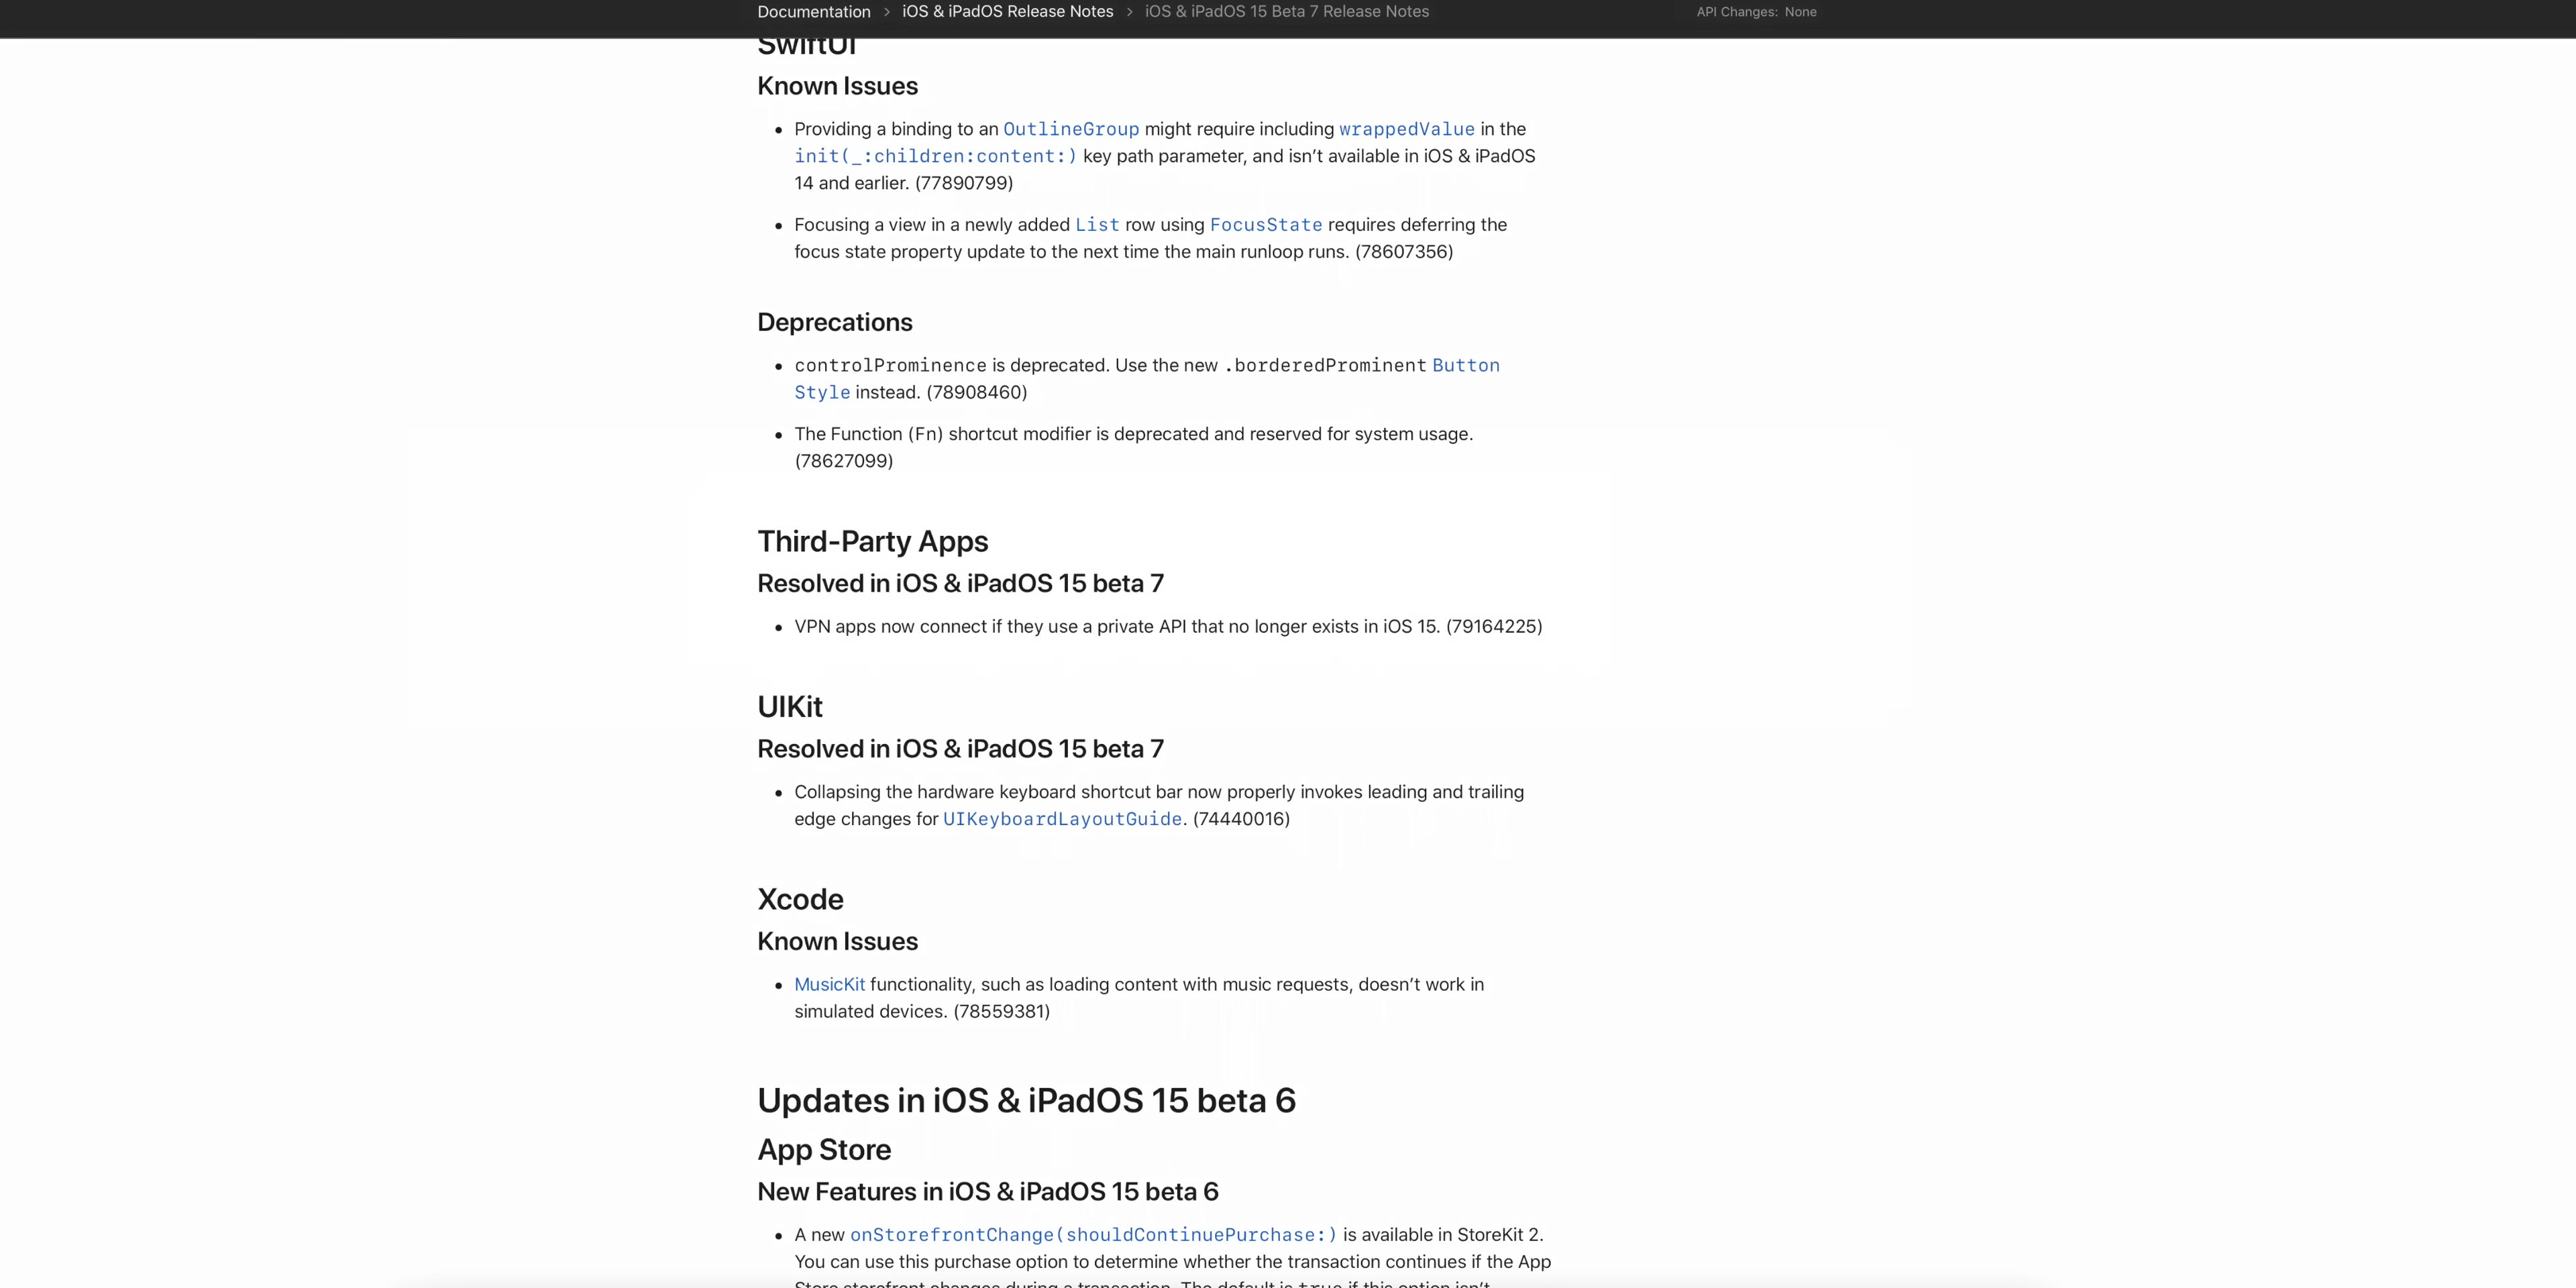 Documentation > iOS & iPadOS Release Notes > iOS & iPadOS 15 Beta 7 Release Notes API Changes: None
SwiftUI
Known Issues
• Providing a binding to an OutlineGroup might require including wrappedValue in the
init(_:children:content:) key path parameter, and isn’t available in iOS & iPadOS
14 and earlier. (77890799)
• Focusing a view in a newly added List row using FocusState requires deferring the
focus state property update to the next time the main runloop runs. (78607356)
Deprecations
• controlProminence is deprecated. Use the new .borderedProminent Button
Style instead. (78908460)
• The Function (Fn) shortcut modifier is deprecated and reserved for system usage.
(78627099)
Third-Party Apps
Resolved in iOS & iPadOS 15 beta 7
• VPN apps now connect if they use a private API that no longer exists in iOS 15. (79164225)
UIKit
Resolved in iOS & iPadOS 15 beta 7
• Collapsing the hardware keyboard shortcut bar now properly invokes leading and trailing
edge changes for UIKeyboardLayoutGuide. (74440016)
Xcode
Known Issues
• MusicKit functionality, such as loading content with music requests, doesn’t work in
simulated devices. (78559381)
Updates in iOS & iPadOS 15 beta 6
App Store
New Features in iOS & iPadOS 15 beta 6
• A new onStorefrontChange(shouldContinuePurchase:) is available in StoreKit 2.
You can use this purchase option to determine whether the transaction continues if the App
Store storefront changes during a transaction. The default is true if this option isn’t